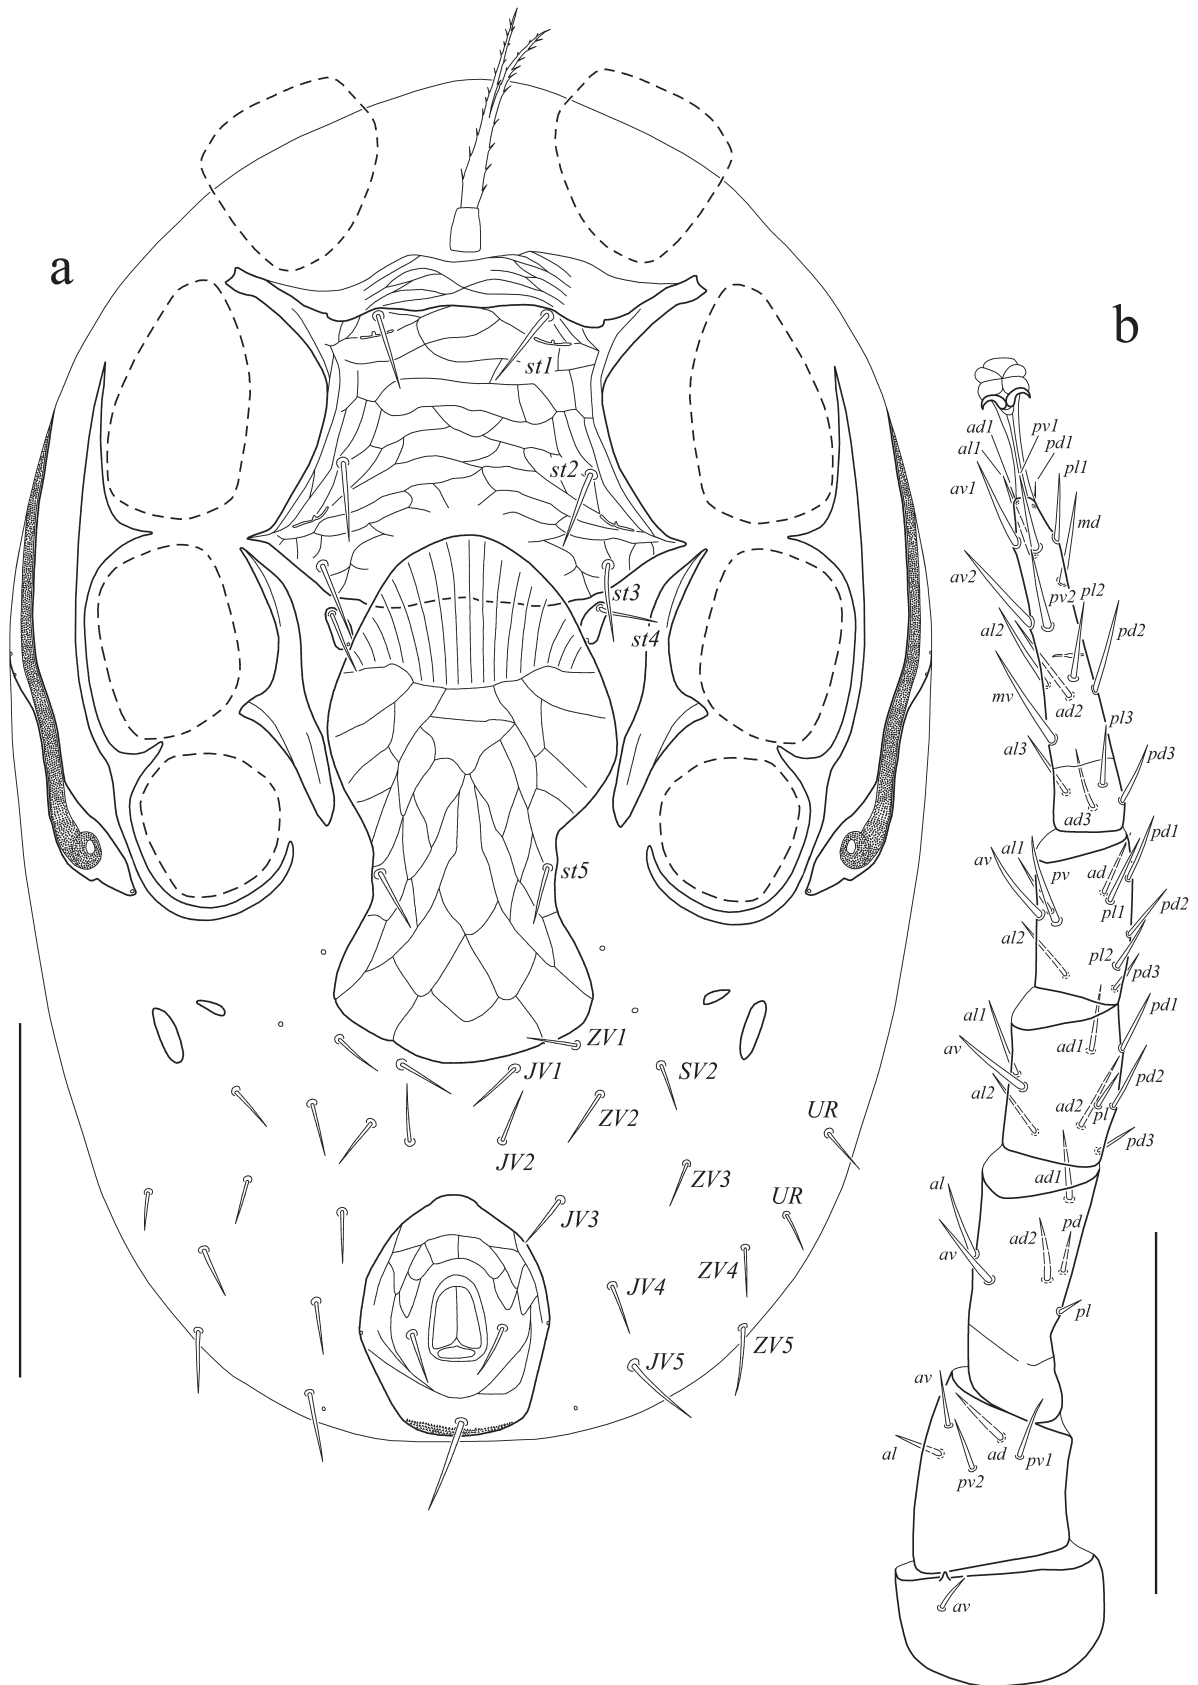 a
st1
st2
st3
st4
st5
ZV1
JV1
SV2
ZV2
JV2
UR
ZV3
UR
JV3
ZV4
JV4
ZV5
JV5
b
ad1 pv1
al1 pd1
av1 pl1
md
av2
pv2 pl2
al2 pd2
mv ad2
pl3
al3 pd3
ad3
pd1
av al1
pv ad
pl1 pd2
al2
pl2
pd3
al1 pd1
av ad1
al2 pd2
ad2 pl
pd3
ad1
al
pd
av ad2
pl
av
al ad pv1
pv2
av